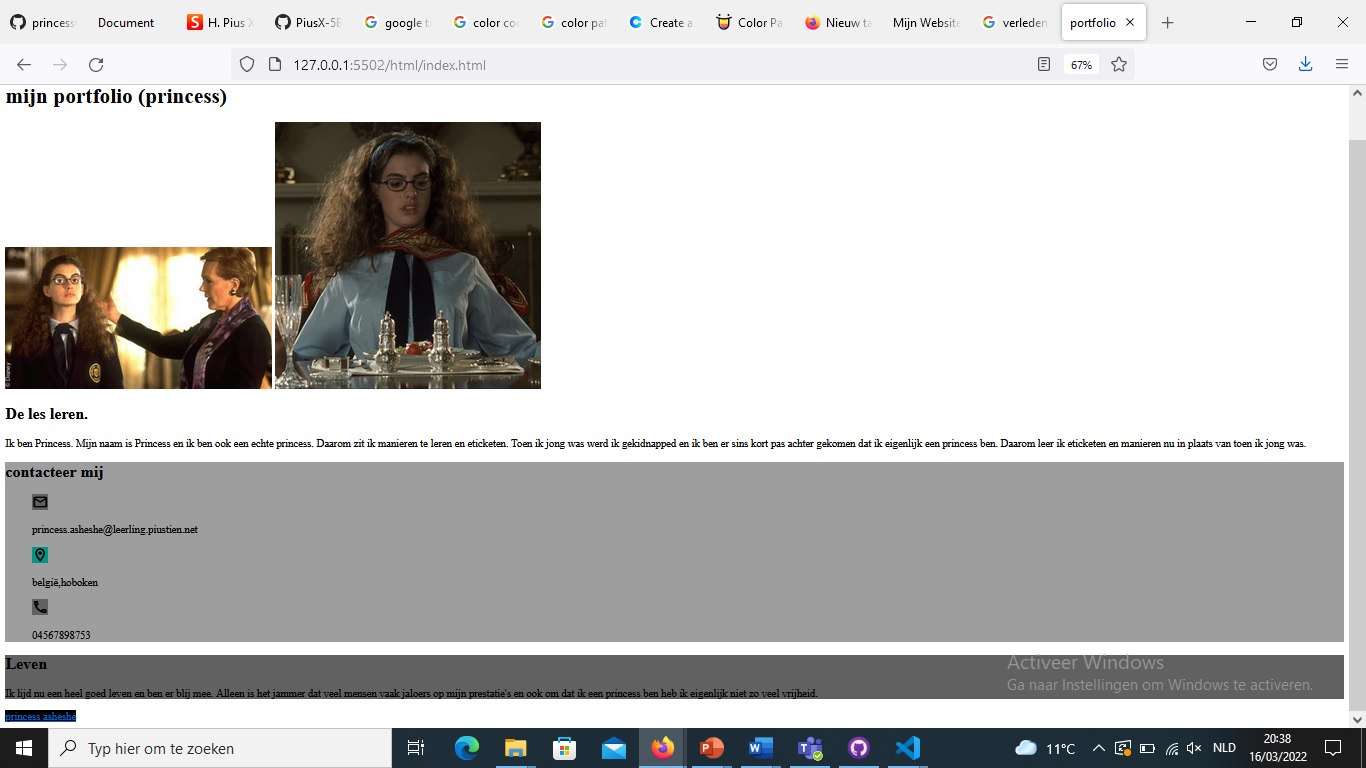 princess
Document
S H. Pius X
PiusX-5E
google t
color co
color pa
Create a
Color Pa
Nieuw ta
Mijn Website
verleden
portfolio
127.0.0.1:5502/html/index.html
67%
mijn portfolio (princess)
© Disney
De les leren.
Ik ben Princess. Mijn naam is Princess en ik ben ook een echte princess. Daarom zit ik manieren te leren en eticketen. Toen ik jong was werd ik gekidnapped en ik ben er sins kort pas achter gekomen dat ik eigenlijk een princess ben. Daarom leer ik eticketen en manieren nu in plaats van toen ik jong was.
contacteer mij
princess.asheshe@leerling.piustien.net
belgië,hoboken
04567898753
Leven
Ik lijd nu een heel goed leven en ben er blij mee. Alleen is het jammer dat veel mensen vaak jaloers op mijn prestatie's en ook om dat ik een princess ben heb ik eigenlijk niet zo veel vrijheid.
princess asheshe
Activeer Windows
Ga naar Instellingen om Windows te activeren.
Typ hier om te zoeken
11°C
NLD
20:38
16/03/2022